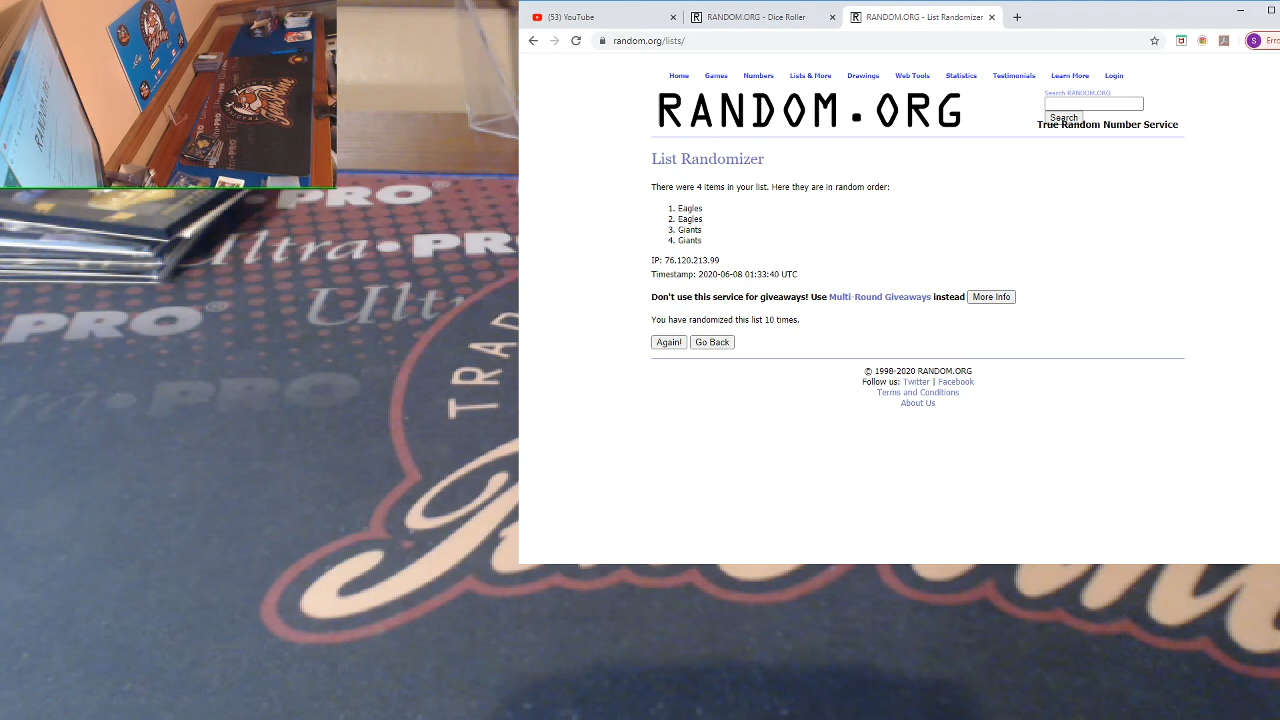 (53) YouTube
RANDOM.ORG - Dice Roller
RANDOM.ORG - List Randomizer
random.org/lists/
Home Games Numbers Lists & More Drawings Web Tools Statistics Testimonials Learn More Login
RANDOM.ORG
Search RANDOM.ORG
Search
True Random Number Service
List Randomizer
There were 4 items in your list. Here they are in random order:
1. Eagles
2. Eagles
3. Giants
4. Giants
IP: 76.120.213.99
Timestamp: 2020-06-08 01:33:40 UTC
Don't use this service for giveaways! Use Multi-Round Giveaways instead More Info
You have randomized this list 10 times.
Again! Go Back
© 1998-2020 RANDOM.ORG
Follow us: Twitter | Facebook
Terms and Conditions
About Us
PRO®
Ultra•PRO
PRO® Ult
PRO
TRAD